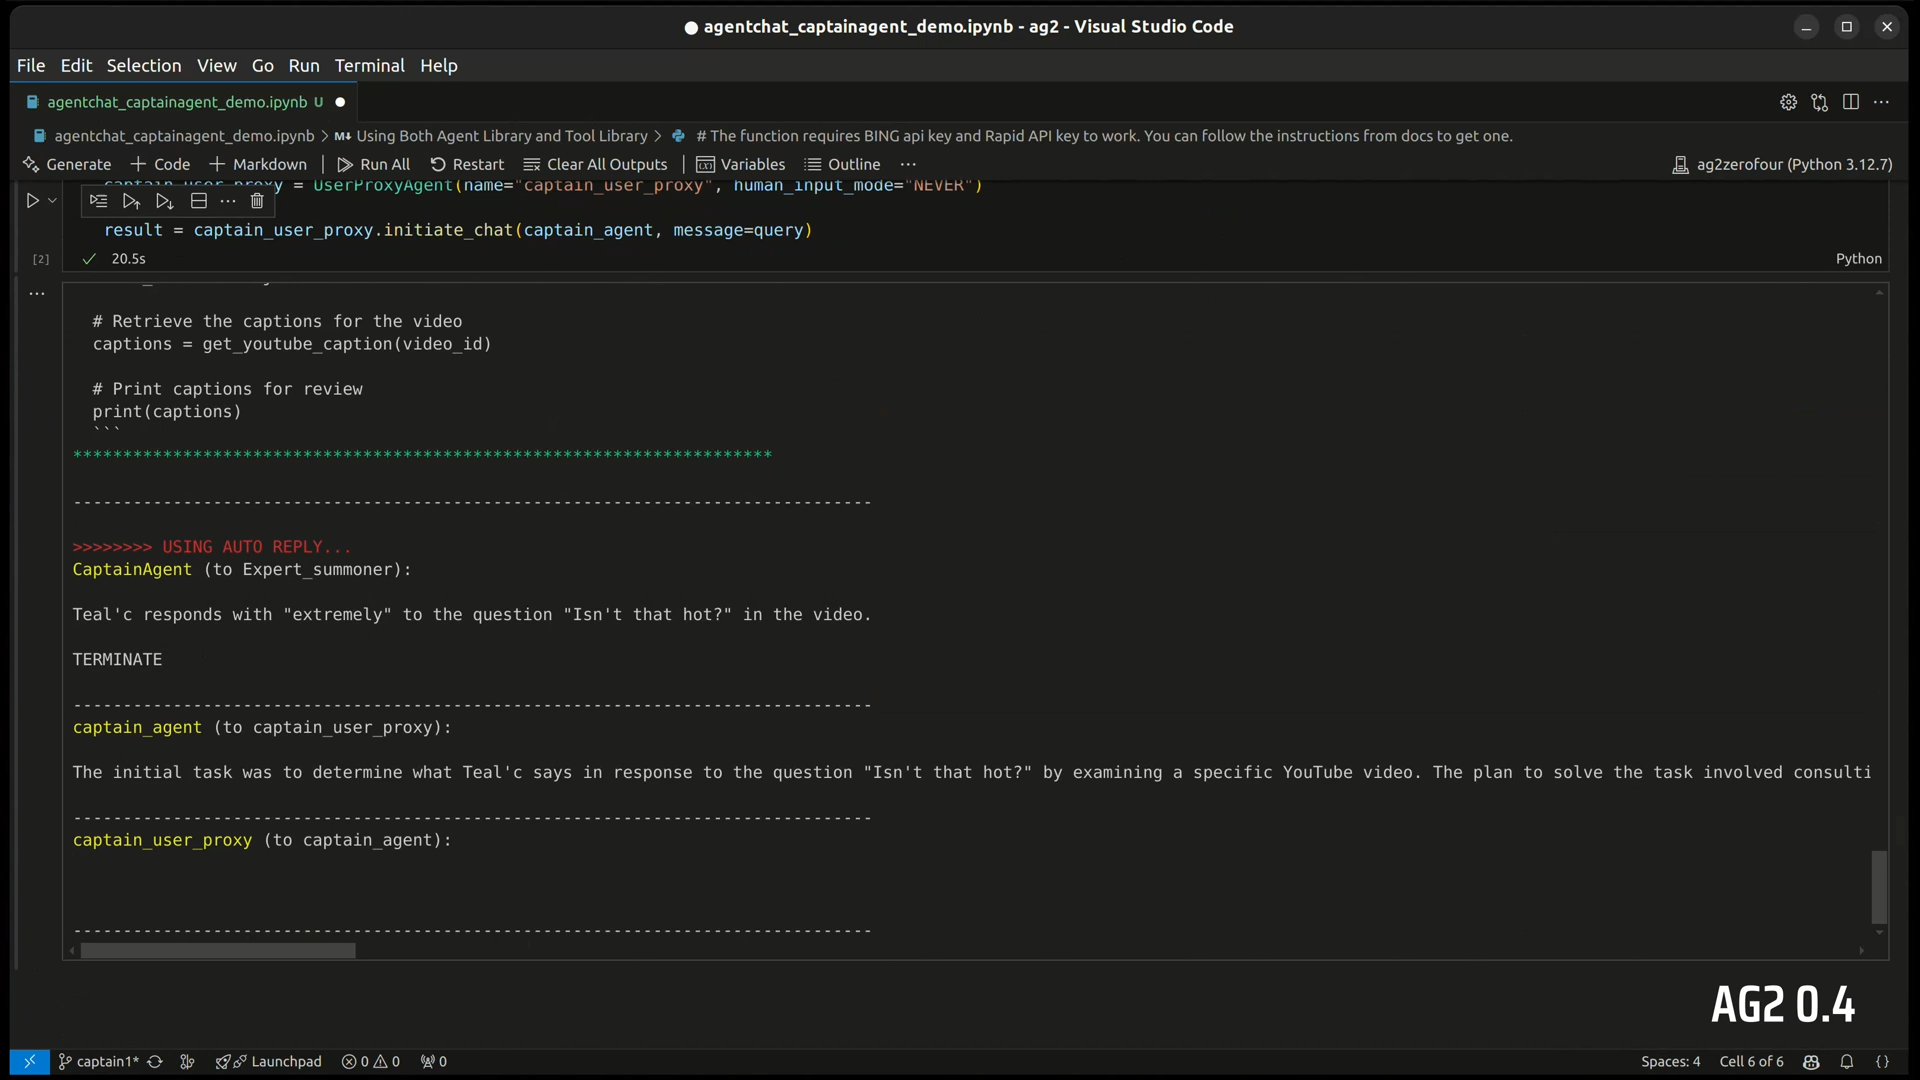 agentchat_captainagent_demo.ipynb - ag2 - Visual Studio Code
File Edit Selection View Go Run Terminal Help
agentchat_captainagent_demo.ipynb U
agentchat_captainagent_demo.ipynb > M↓ Using Both Agent Library and Tool Library > # The function requires BING api key and Rapid API key to work. You can follow the instructions from docs to get one.
Generate + Code + Markdown | Run All Restart Clear All Outputs | Variables Outline ... ag2zerofour (Python 3.12.7)
captain_user_proxy = UserProxyAgent(name="captain_user_proxy", human_input_mode="NEVER")
result = captain_user_proxy.initiate_chat(captain_agent, message=query)
[2] 20.5s Python
# Retrieve the captions for the video
captions = get_youtube_caption(video_id)
# Print captions for review
print(captions)
```
**********************************************************************
--------------------------------------------------------------------------------
>>>>>>>> USING AUTO REPLY...
CaptainAgent (to Expert_summoner):
Teal'c responds with "extremely" to the question "Isn't that hot?" in the video.
TERMINATE
--------------------------------------------------------------------------------
captain_agent (to captain_user_proxy):
The initial task was to determine what Teal'c says in response to the question "Isn't that hot?" by examining a specific YouTube video. The plan to solve the task involved consulti
--------------------------------------------------------------------------------
captain_user_proxy (to captain_agent):
--------------------------------------------------------------------------------
AG2 0.4
captain1* Launchpad 0 0 0 Spaces: 4 Cell 6 of 6 {}